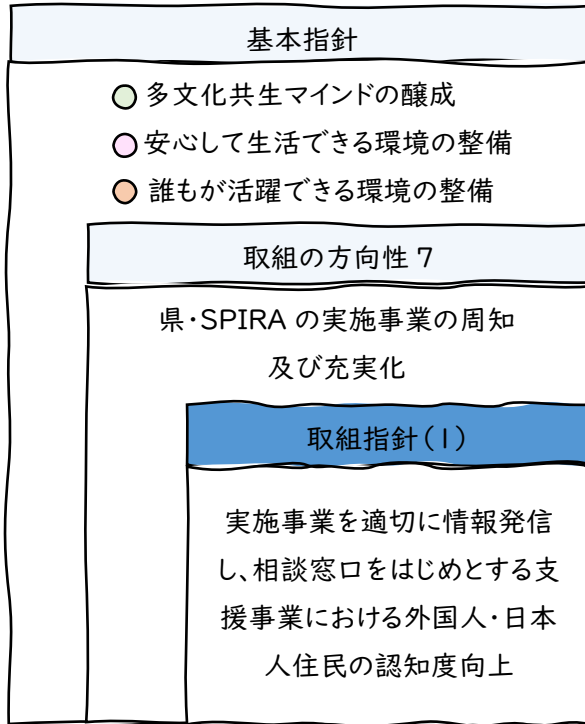 基本指針
多文化共生マインドの醸成
安心して生活できる環境の整備
誰もが活躍できる環境の整備
取組の方向性 7
県・SPIRA の実施事業の周知
及び充実化
取組指針(1)
実施事業を適切に情報発信
し、相談窓口をはじめとする支
援事業における外国人・日本
人住民の認知度向上